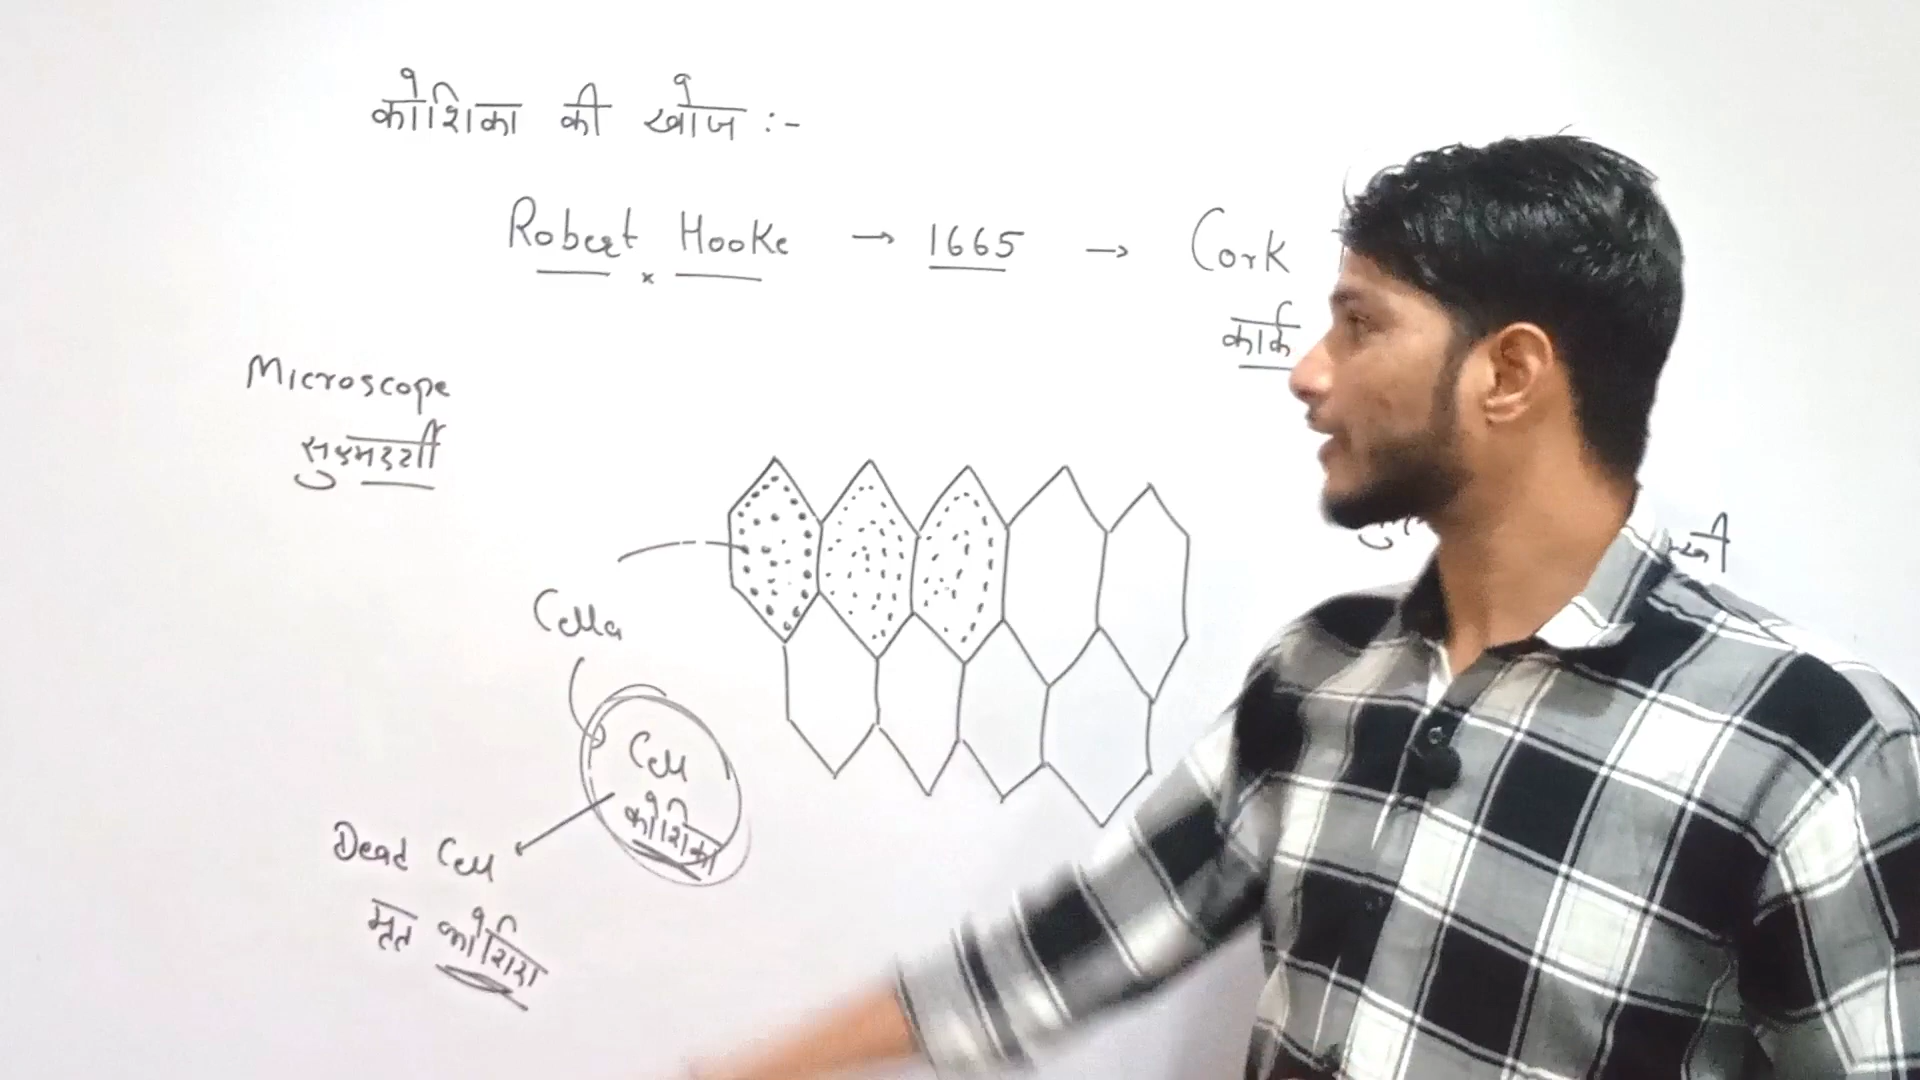 कोशिका की खोज :-
Robert Hooke → 1665 → Cork
कार्क
Microscope
सुक्ष्मदर्शी
Cella
Cell
कोशिका
Dead Cell
मृत कोशिका